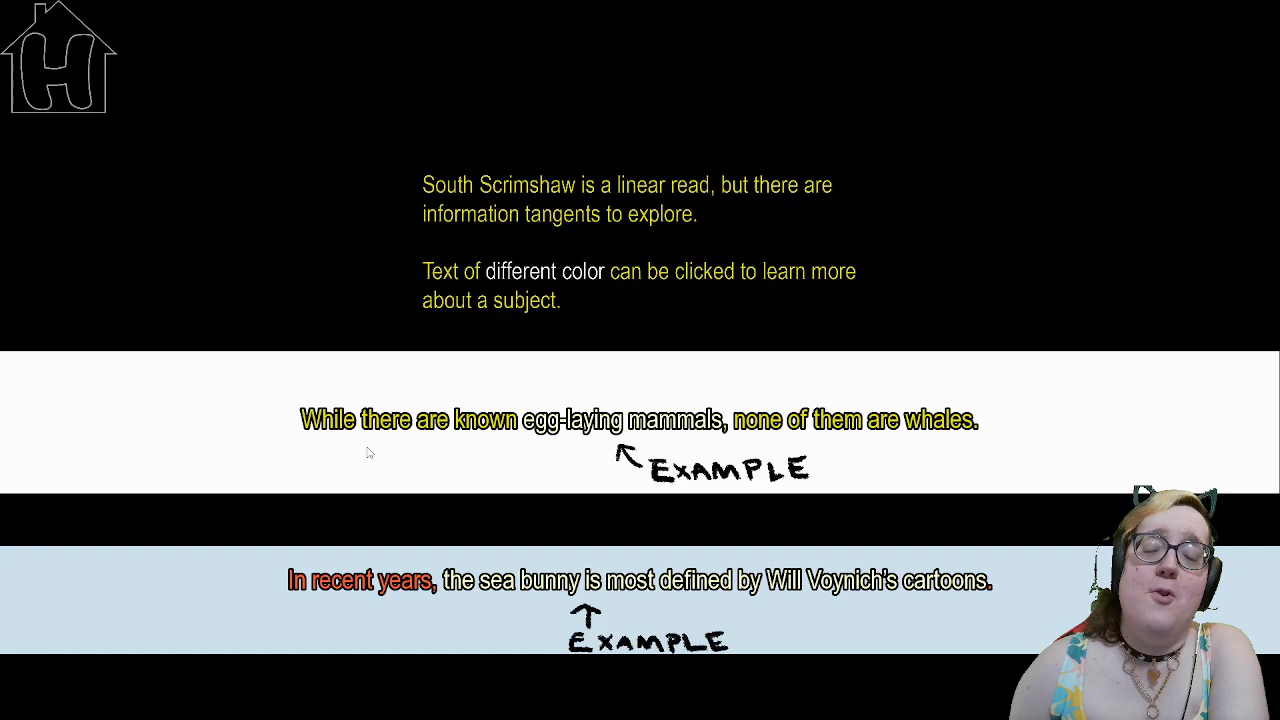 H
South Scrimshaw is a linear read, but there are
information tangents to explore.
Text of different color can be clicked to learn more
about a subject.
While there are known egg-laying mammals, none of them are whales.
EXAMPLE
In recent years, the sea bunny is most defined by Will Voynich's cartoons.
EXAMPLE